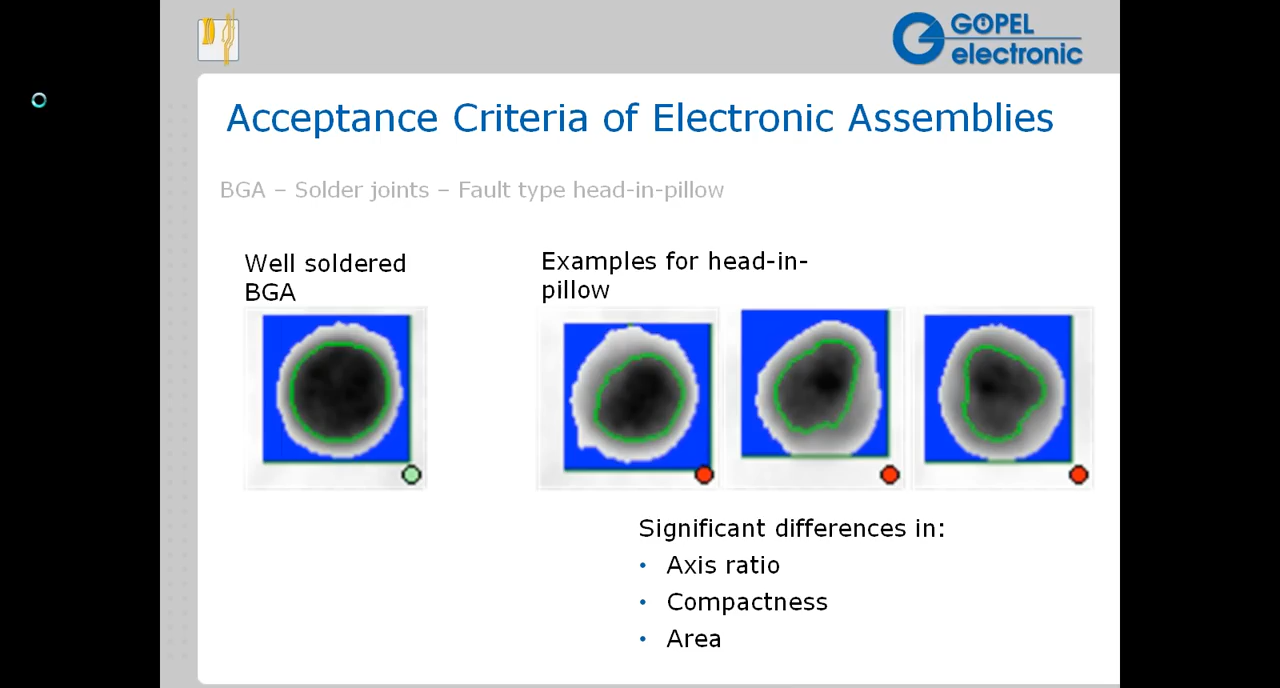 GÖPEL
electronic
Acceptance Criteria of Electronic Assemblies
BGA – Solder joints – Fault type head-in-pillow
Well soldered
BGA
Examples for head-in-
pillow
Significant differences in:
• Axis ratio
• Compactness
• Area